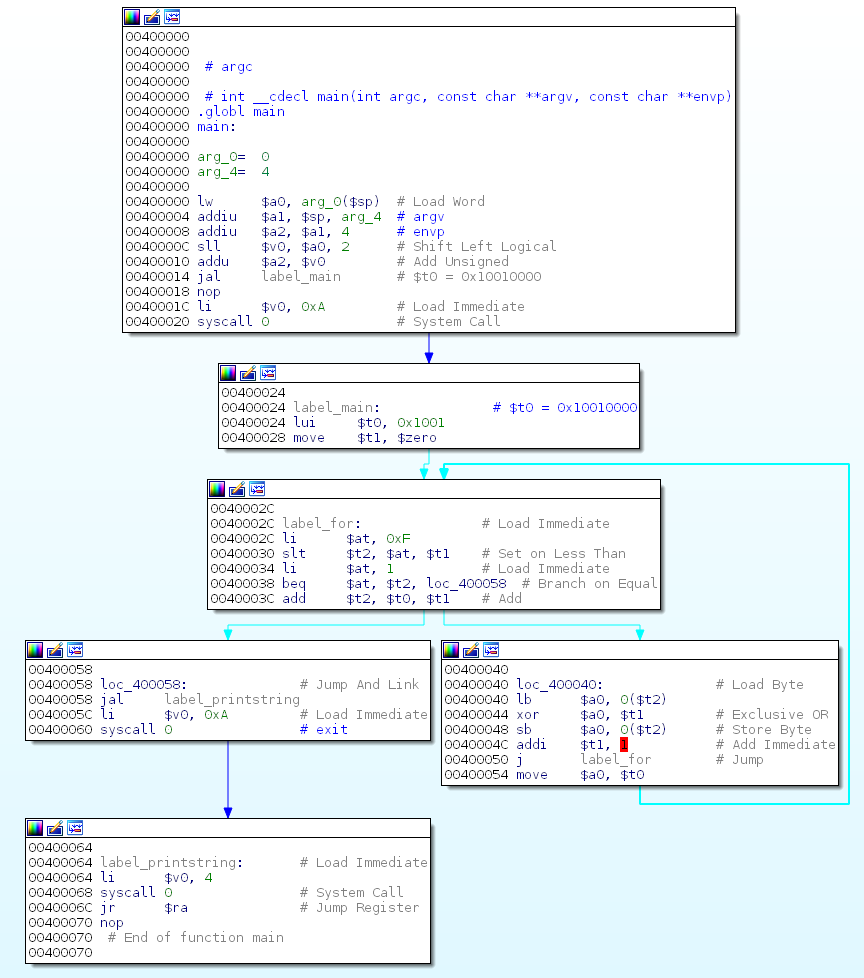 00400000
00400000
00400000  # argc
00400000
00400000  # int __cdecl main(int argc, const char **argv, const char **envp)
00400000 .globl main
00400000 main:
00400000
00400000 arg_0=  0
00400000 arg_4=  4
00400000
00400000 lw      $a0, arg_0($sp)  # Load Word
00400004 addiu   $a1, $sp, arg_4  # argv
00400008 addiu   $a2, $a1, 4      # envp
0040000C sll     $v0, $a0, 2      # Shift Left Logical
00400010 addu    $a2, $v0         # Add Unsigned
00400014 jal     label_main       # $t0 = 0x10010000
00400018 nop
0040001C li      $v0, 0xA         # Load Immediate
00400020 syscall 0                # System Call
00400024
00400024 label_main:              # $t0 = 0x10010000
00400024 lui     $t0, 0x1001
00400028 move    $t1, $zero
0040002C
0040002C label_for:               # Load Immediate
0040002C li      $at, 0xF
00400030 slt     $t2, $at, $t1    # Set on Less Than
00400034 li      $at, 1           # Load Immediate
00400038 beq     $at, $t2, loc_400058  # Branch on Equal
0040003C add     $t2, $t0, $t1    # Add
00400058
00400058 loc_400058:              # Jump And Link
00400058 jal     label_printstring
0040005C li      $v0, 0xA         # Load Immediate
00400060 syscall 0                # exit
00400040
00400040 loc_400040:              # Load Byte
00400040 lb      $a0, 0($t2)
00400044 xor     $a0, $t1         # Exclusive OR
00400048 sb      $a0, 0($t2)      # Store Byte
0040004C addi    $t1, 1           # Add Immediate
00400050 j       label_for        # Jump
00400054 move    $a0, $t0
00400064
00400064 label_printstring:       # Load Immediate
00400064 li      $v0, 4
00400068 syscall 0                # System Call
0040006C jr      $ra              # Jump Register
00400070 nop
00400070  # End of function main
00400070